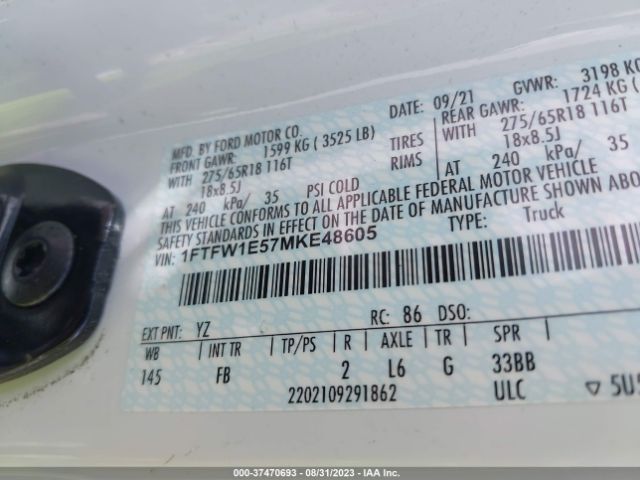 MFD. BY FORD MOTOR CO. DATE: 09/21 GVWR: 3198 KG
FRONT GAWR: 1599 KG ( 3525 LB) REAR GAWR: 1724 KG (
WITH 275/65R18 116T TIRES WITH 275/65R18 116T
18x8.5J RIMS 18x8.5J
AT 240 kPa/ 35 PSI COLD AT 240 kPa/ 35
THIS VEHICLE CONFORMS TO ALL APPLICABLE FEDERAL MOTOR VEHICLE
SAFETY STANDARDS IN EFFECT ON THE DATE OF MANUFACTURE SHOWN ABOV
VIN: 1FTFW1E57MKE48605 TYPE: Truck
EXT PNT: YZ RC: 86 DSO:
WB INT TR TP/PS R AXLE TR SPR
145 FB 2 L6 G 33BB
2202109291862 ULC ▽ 5U5
000-37470693 - 08/31/2023 - IAA Inc.